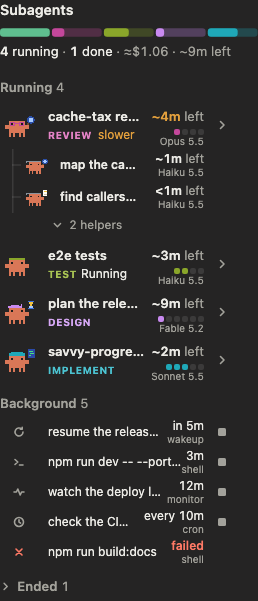 Subagents
4 running · 1 done · ≈$1.06 · ~9m left
Running 4
cache-tax re... ~4m left
REVIEW slower Opus 5.5
map the ca... ~1m left
Haiku 5.5
find callers... <1m left
Haiku 5.5
2 helpers
e2e tests ~3m left
TEST Running Haiku 5.5
plan the rele... ~9m left
DESIGN Fable 5.2
savvy-progre... ~2m left
IMPLEMENT Sonnet 5.5
Background 5
resume the releas... in 5m
wakeup
npm run dev -- --port... 3m
shell
watch the deploy l... 12m
monitor
check the CI... every 10m
cron
npm run build:docs failed
shell
Ended 1